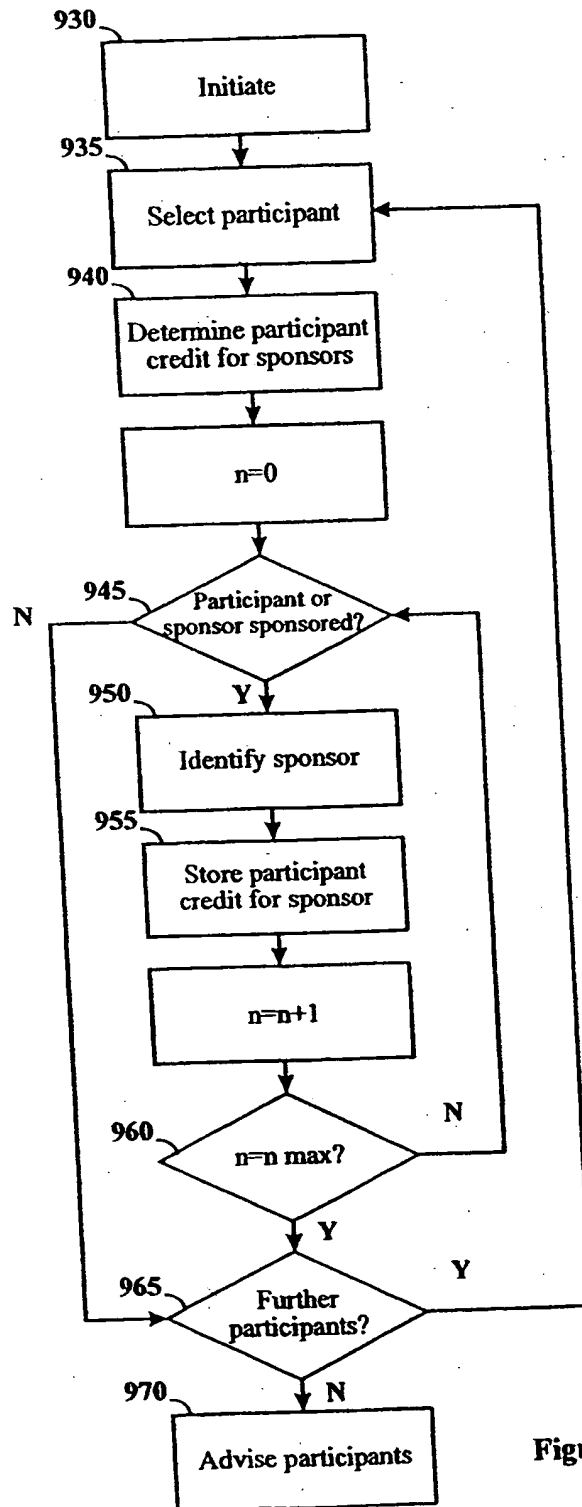 930
Initiate
935
Select participant
940
Determine participant
credit for sponsors
n=0
945
N
Participant or
sponsor sponsored?
Y
950
Identify sponsor
955
Store participant
credit for sponsor
n=n+1
N
960
n=n max?
Y
Y
965
Further
participants?
N
970
Advise participants
Figu